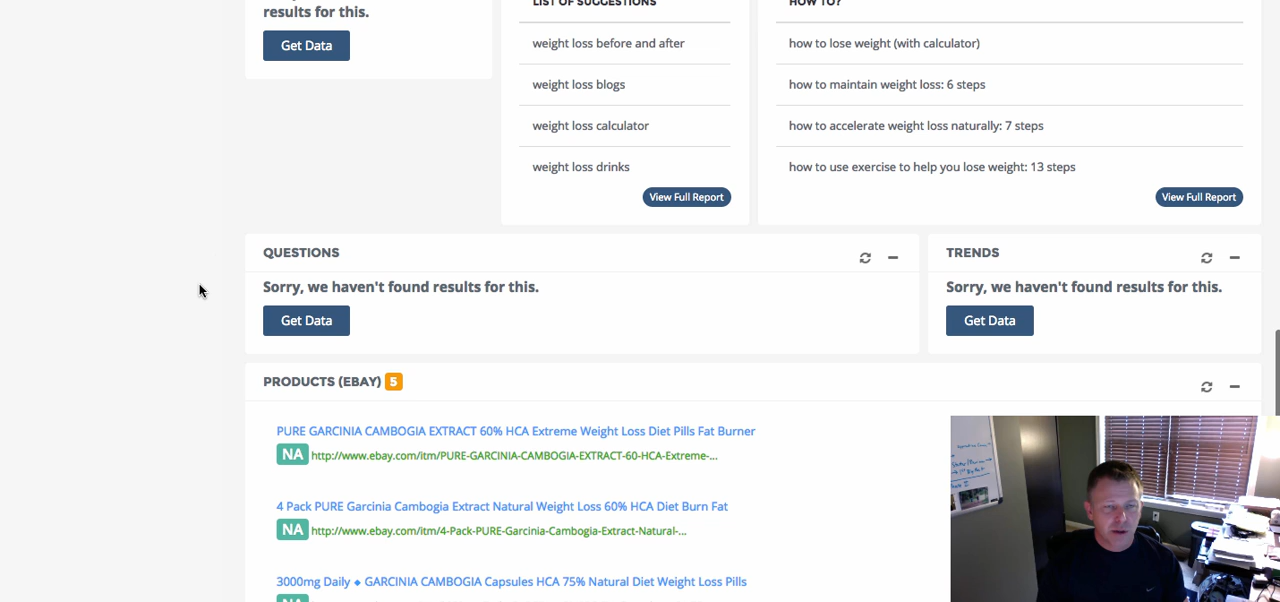 LIST OF SUGGESTIONS
HOW TO?
results for this.
Get Data
weight loss before and after
weight loss blogs
weight loss calculator
weight loss drinks
View Full Report
how to lose weight (with calculator)
how to maintain weight loss: 6 steps
how to accelerate weight loss naturally: 7 steps
how to use exercise to help you lose weight: 13 steps
View Full Report
QUESTIONS
Sorry, we haven't found results for this.
Get Data
TRENDS
Sorry, we haven't found results for this.
Get Data
PRODUCTS (EBAY) 5
PURE GARCINIA CAMBOGIA EXTRACT 60% HCA Extreme Weight Loss Diet Pills Fat Burner
NA http://www.ebay.com/itm/PURE-GARCINIA-CAMBOGIA-EXTRACT-60-HCA-Extreme-...
4 Pack PURE Garcinia Cambogia Extract Natural Weight Loss 60% HCA Diet Burn Fat
NA http://www.ebay.com/itm/4-Pack-PURE-Garcinia-Cambogia-Extract-Natural-...
3000mg Daily ⬥ GARCINIA CAMBOGIA Capsules HCA 75% Natural Diet Weight Loss Pills